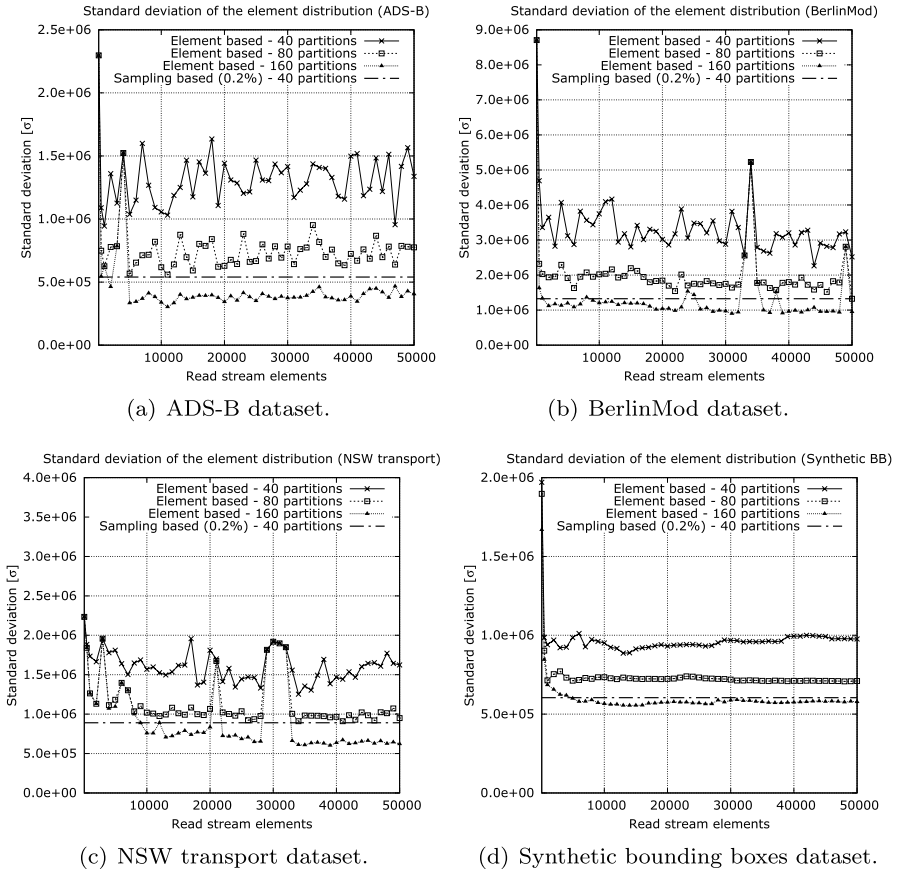 Standard deviation of the element distribution (ADS-B)
Element based - 40 partitions
Element based - 80 partitions
Element based - 160 partitions
Sampling based (0.2%) - 40 partitions
2.5e+06
2.0e+06
1.5e+06
1.0e+06
5.0e+05
0.0e+00
Standard deviation [σ]
10000 20000 30000 40000 50000
Read stream elements
(a) ADS-B dataset.
Standard deviation of the element distribution (BerlinMod)
Element based - 40 partitions
Element based - 80 partitions
Element based - 160 partitions
Sampling based (0.2%) - 40 partitions
9.0e+06
8.0e+06
7.0e+06
6.0e+06
5.0e+06
4.0e+06
3.0e+06
2.0e+06
1.0e+06
0.0e+00
Standard deviation [σ]
10000 20000 30000 40000 50000
Read stream elements
(b) BerlinMod dataset.
Standard deviation of the element distribution (NSW transport)
Element based - 40 partitions
Element based - 80 partitions
Element based - 160 partitions
Sampling based (0.2%) - 40 partitions
4.0e+06
3.5e+06
3.0e+06
2.5e+06
2.0e+06
1.5e+06
1.0e+06
5.0e+05
0.0e+00
Standard deviation [σ]
10000 20000 30000 40000 50000
Read stream elements
(c) NSW transport dataset.
Standard deviation of the element distribution (Synthetic BB)
Element based - 40 partitions
Element based - 80 partitions
Element based - 160 partitions
Sampling based (0.2%) - 40 partitions
2.0e+06
1.5e+06
1.0e+06
5.0e+05
0.0e+00
Standard deviation [σ]
10000 20000 30000 40000 50000
Read stream elements
(d) Synthetic bounding boxes dataset.